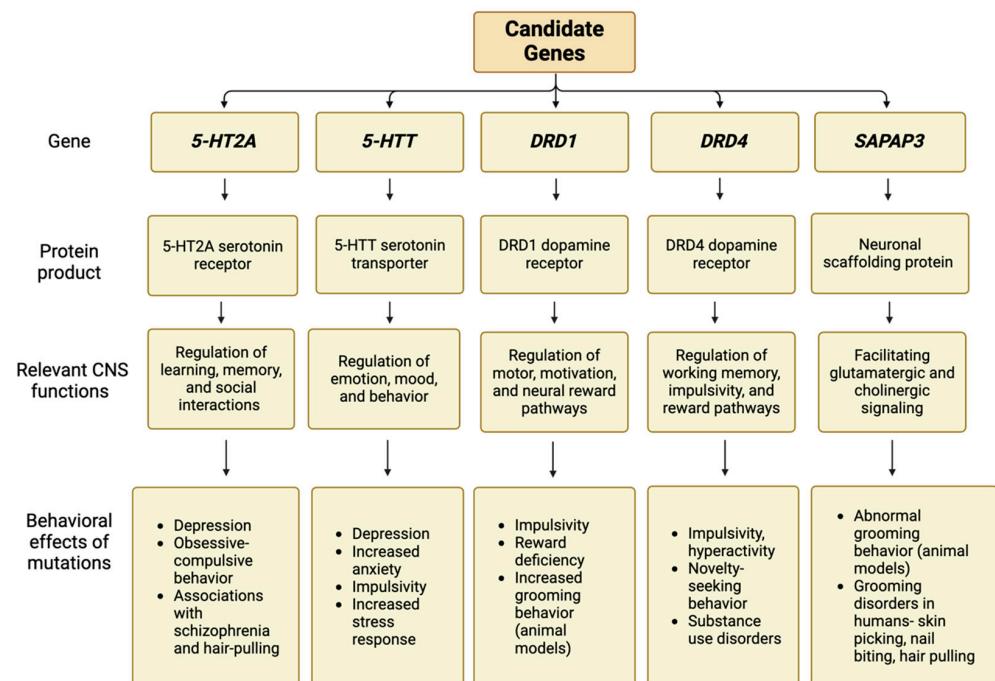 Candidate
Genes
Gene
5-HT2A
5-HTT
DRD1
DRD4
SAPAP3
Protein
product
5-HT2A serotonin
receptor
5-HTT serotonin
transporter
DRD1 dopamine
receptor
DRD4 dopamine
receptor
Neuronal
scaffolding protein
Relevant CNS
functions
Regulation of
learning, memory,
and social
interactions
Regulation of
emotion, mood,
and behavior
Regulation of
motor, motivation,
and neural reward
pathways
Regulation of
working memory,
impulsivity, and
reward pathways
Facilitating
glutamatergic and
cholinergic
signaling
Behavioral
effects of
mutations
• Depression
• Obsessive-
compulsive
behavior
• Associations
with
schizophrenia
and hair-pulling
• Depression
• Increased
anxiety
• Impulsivity
• Increased
stress
response
• Impulsivity
• Reward
deficiency
• Increased
grooming
behavior
(animal
models)
• Impulsivity,
hyperactivity
• Novelty-
seeking
behavior
• Substance
use disorders
• Abnormal
grooming
behavior (animal
models)
• Grooming
disorders in
humans- skin
picking, nail
biting, hair pulling